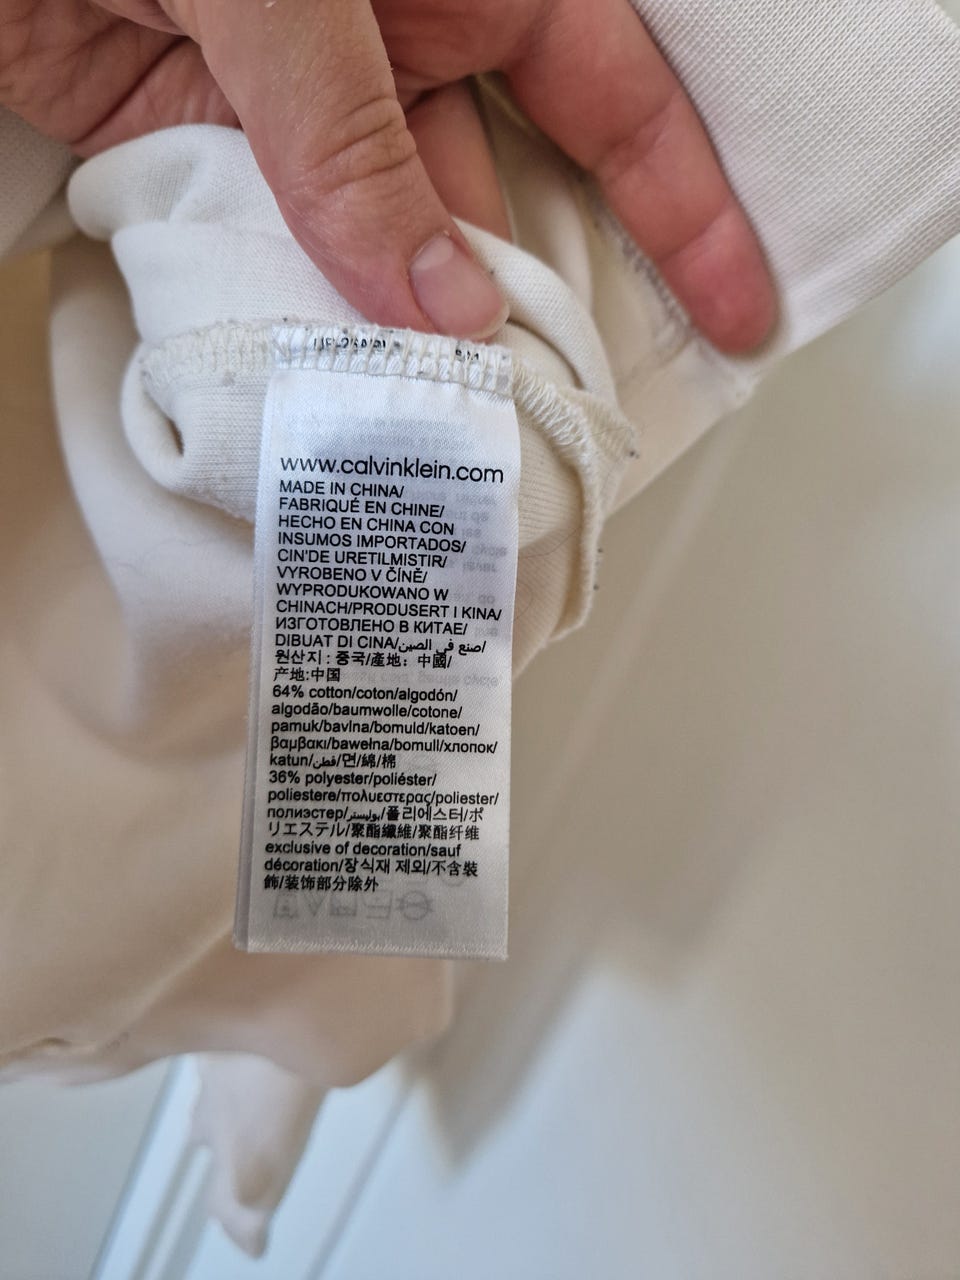 www.calvinklein.com
MADE IN CHINA/
FABRIQUÉ EN CHINE/
HECHO EN CHINA CON
INSUMOS IMPORTADOS/
CIN'DE URETILMISTIR/
VYROBENO V ČÍNĚ/
WYPRODUKOWANO W
CHINACH/PRODUSERT I KINA/
ИЗГОТОВЛЕНО В КИТАЕ/
DIBUAT DI CINA/صنع في الصين/
원산지 : 중국/產地：中國/
产地:中国
64% cotton/coton/algodón/
algodão/baumwolle/cotone/
pamuk/bavlna/bomuld/katoen/
βαμβακι/bawełna/bomull/хлопок/
katun/قطن/면/綿/棉
36% polyester/poliéster/
poliestere/πολυεστερας/poliester/
полиэстер/بوليستر/폴리에스터/ポ
リエステル/聚酯纖維/聚酯纤维
exclusive of decoration/sauf
décoration/장식재 제외/不含裝
飾/装饰部分除外